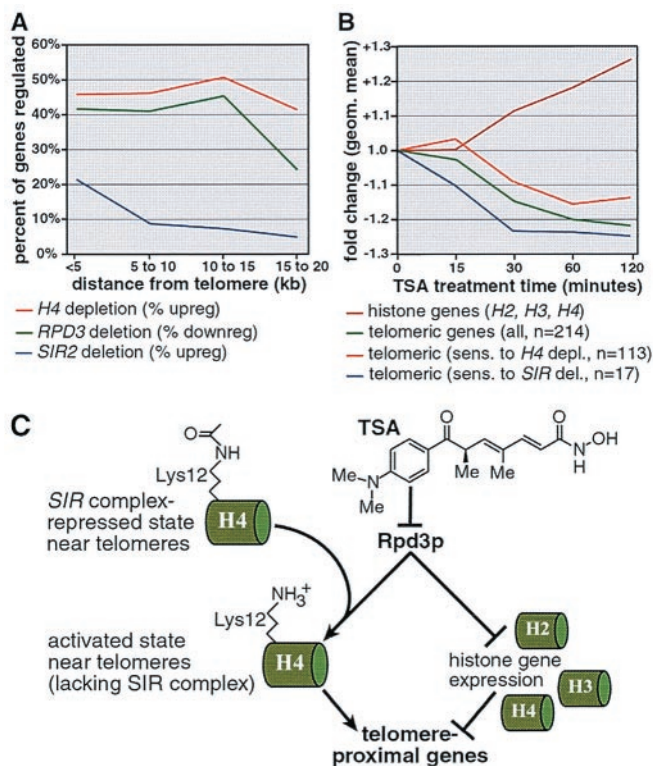 A
60%
50%
40%
30%
20%
10%
0%
percent of genes regulated
<5
5 to 10
10 to 15
15 to 20
distance from telomere (kb)
H4 depletion (% upreg)
RPD3 deletion (% downreg)
SIR2 deletion (% upreg)
B
+1.3
+1.2
+1.1
1.0
-1.1
-1.2
-1.3
fold change (geom. mean)
0
15
30
60
120
TSA treatment time (minutes)
histone genes (H2, H3, H4)
telomeric genes (all, n=214)
telomeric (sens. to H4 depl., n=113)
telomeric (sens. to SIR del., n=17)
C
O
NH
Lys12
H4
SIR complex-
repressed state
near telomeres
TSA
O
O
Me
N
Me
Me
Me
N
H
OH
Rpd3p
NH3+
Lys12
H4
activated state
near telomeres
(lacking SIR complex)
H2
histone gene
expression
H3
H4
telomere-
proximal genes